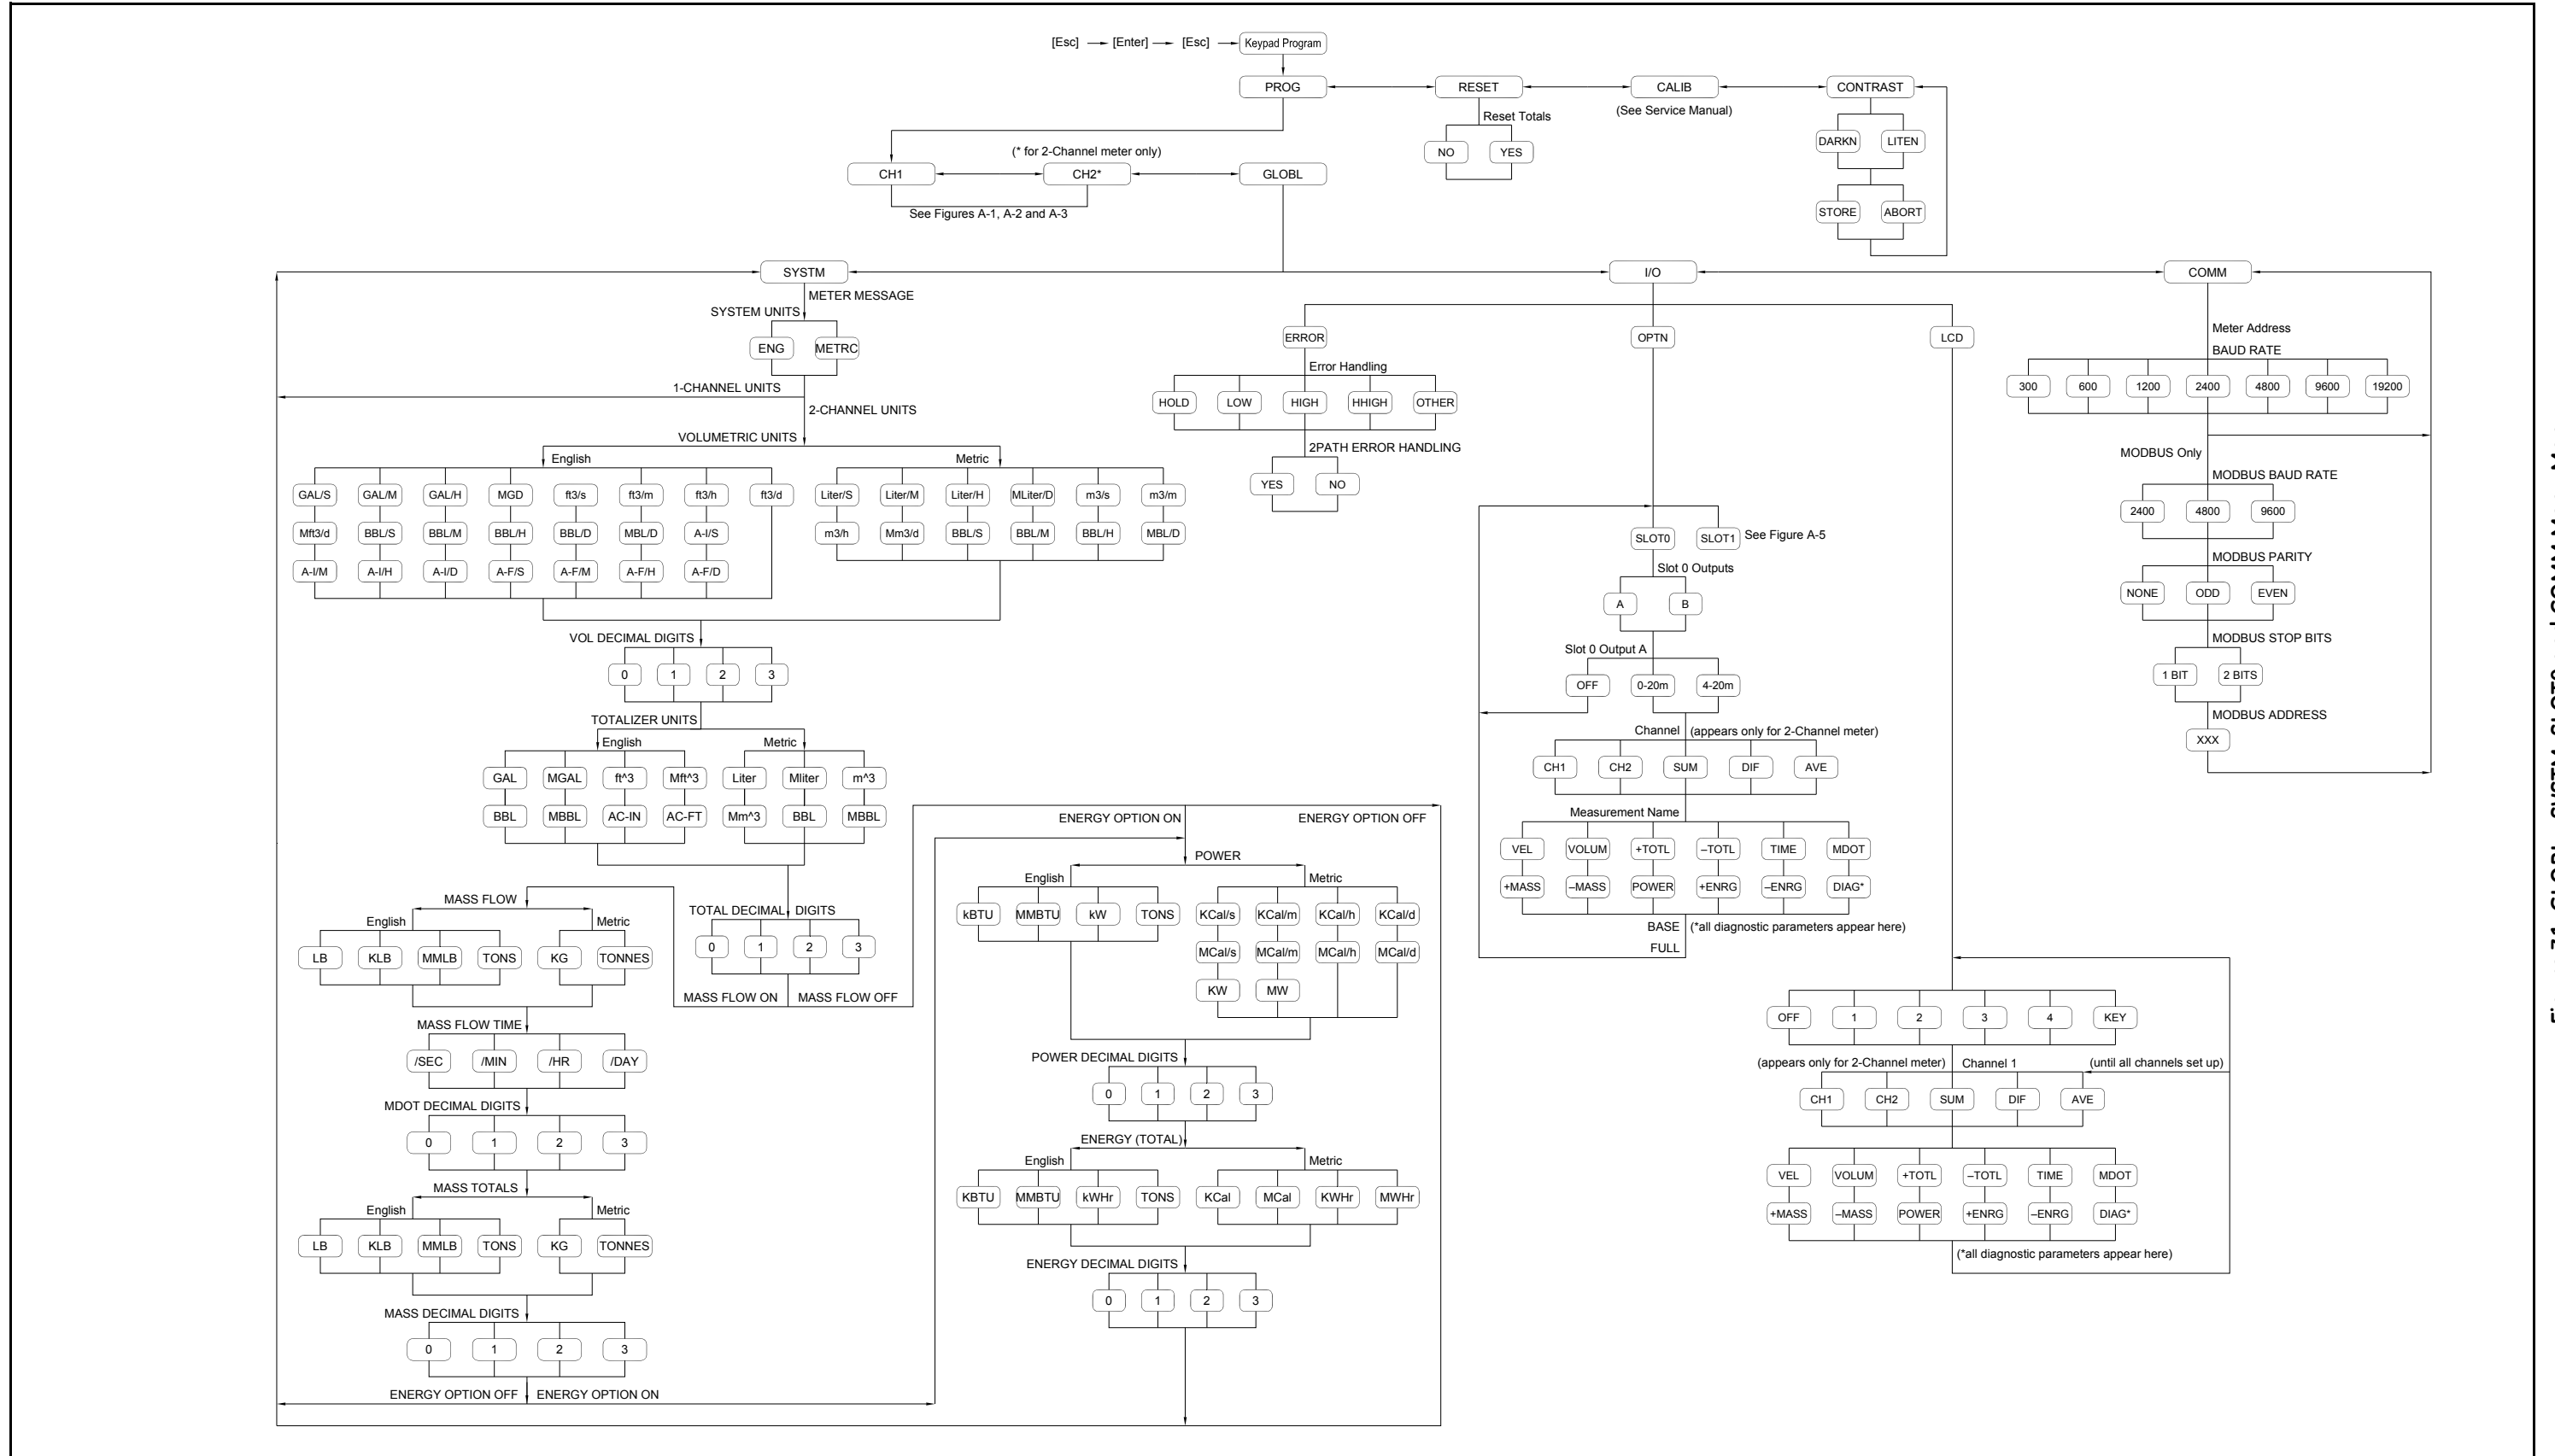 [Esc] [Enter] [Esc] Keypad Program
PROG RESET CALIB CONTRAST
(See Service Manual)
Reset Totals
NO YES
DARKN LITEN
STORE ABORT
(* for 2-Channel meter only)
CH1 CH2* GLOBL
See Figures A-1, A-2 and A-3
SYSTM I/O COMM
METER MESSAGE
SYSTEM UNITS
ENG METRC
1-CHANNEL UNITS
2-CHANNEL UNITS
VOLUMETRIC UNITS
English Metric
GAL/S GAL/M GAL/H MGD ft3/s ft3/m ft3/h ft3/d
Mft3/d BBL/S BBL/M BBL/H BBL/D MBL/D A-I/S
A-I/M A-I/H A-I/D A-F/S A-F/M A-F/H A-F/D
Liter/S Liter/M Liter/H MLiter/D m3/s m3/m
m3/h Mm3/d BBL/S BBL/M BBL/H MBL/D
VOL DECIMAL DIGITS
0 1 2 3
TOTALIZER UNITS
English Metric
GAL MGAL ft^3 Mft^3 Liter Mliter m^3
BBL MBBL AC-IN AC-FT Mm^3 BBL MBBL
TOTAL DECIMAL DIGITS
0 1 2 3
MASS FLOW ON MASS FLOW OFF
MASS FLOW
English Metric
LB KLB MMLB TONS KG TONNES
MASS FLOW TIME
/SEC /MIN /HR /DAY
MDOT DECIMAL DIGITS
0 1 2 3
MASS TOTALS
English Metric
LB KLB MMLB TONS KG TONNES
MASS DECIMAL DIGITS
0 1 2 3
ENERGY OPTION OFF ENERGY OPTION ON
ENERGY OPTION ON ENERGY OPTION OFF
POWER
English Metric
kBTU MMBTU kW TONS KCal/s KCal/m KCal/h KCal/d
MCal/s MCal/m MCal/h MCal/d
KW MW
POWER DECIMAL DIGITS
0 1 2 3
ENERGY (TOTAL)
English Metric
KBTU MMBTU kWHr TONS KCal MCal KWHr MWHr
ENERGY DECIMAL DIGITS
0 1 2 3
ERROR OPTN LCD
Error Handling
HOLD LOW HIGH HHIGH OTHER
2PATH ERROR HANDLING
YES NO
SLOT0 SLOT1 See Figure A-5
Slot 0 Outputs
A B
Slot 0 Output A
OFF 0-20m 4-20m
Channel (appears only for 2-Channel meter)
CH1 CH2 SUM DIF AVE
Measurement Name
VEL VOLUM +TOTL –TOTL TIME MDOT
+MASS –MASS POWER +ENRG –ENRG DIAG*
BASE (*all diagnostic parameters appear here)
FULL
OFF 1 2 3 4 KEY
(appears only for 2-Channel meter) Channel 1 (until all channels set up)
CH1 CH2 SUM DIF AVE
VEL VOLUM +TOTL –TOTL TIME MDOT
+MASS –MASS POWER +ENRG –ENRG DIAG*
(*all diagnostic parameters appear here)
Meter Address
BAUD RATE
300 600 1200 2400 4800 9600 19200
MODBUS Only
MODBUS BAUD RATE
2400 4800 9600
MODBUS PARITY
NONE ODD EVEN
MODBUS STOP BITS
1 BIT 2 BITS
MODBUS ADDRESS
XXX